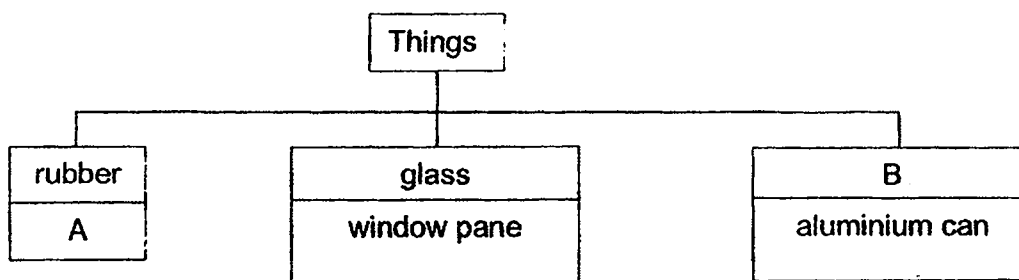 Things
rubber
glass
B
A
window pane
aluminium can